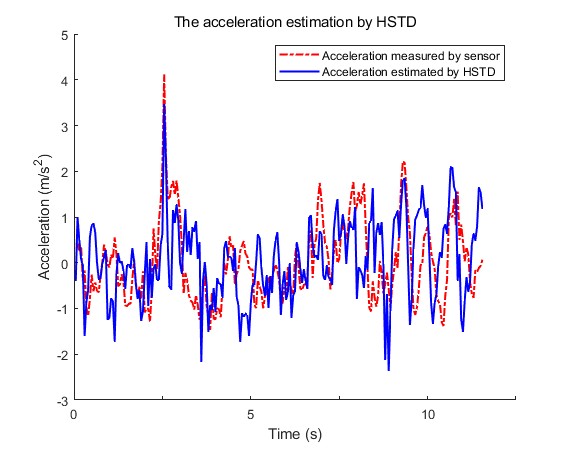 The acceleration estimation by HSTD
Acceleration measured by sensor
Acceleration estimated by HSTD
5
4
3
2
1
0
-1
-2
-3
Acceleration (m/s²)
0
5
10
Time (s)